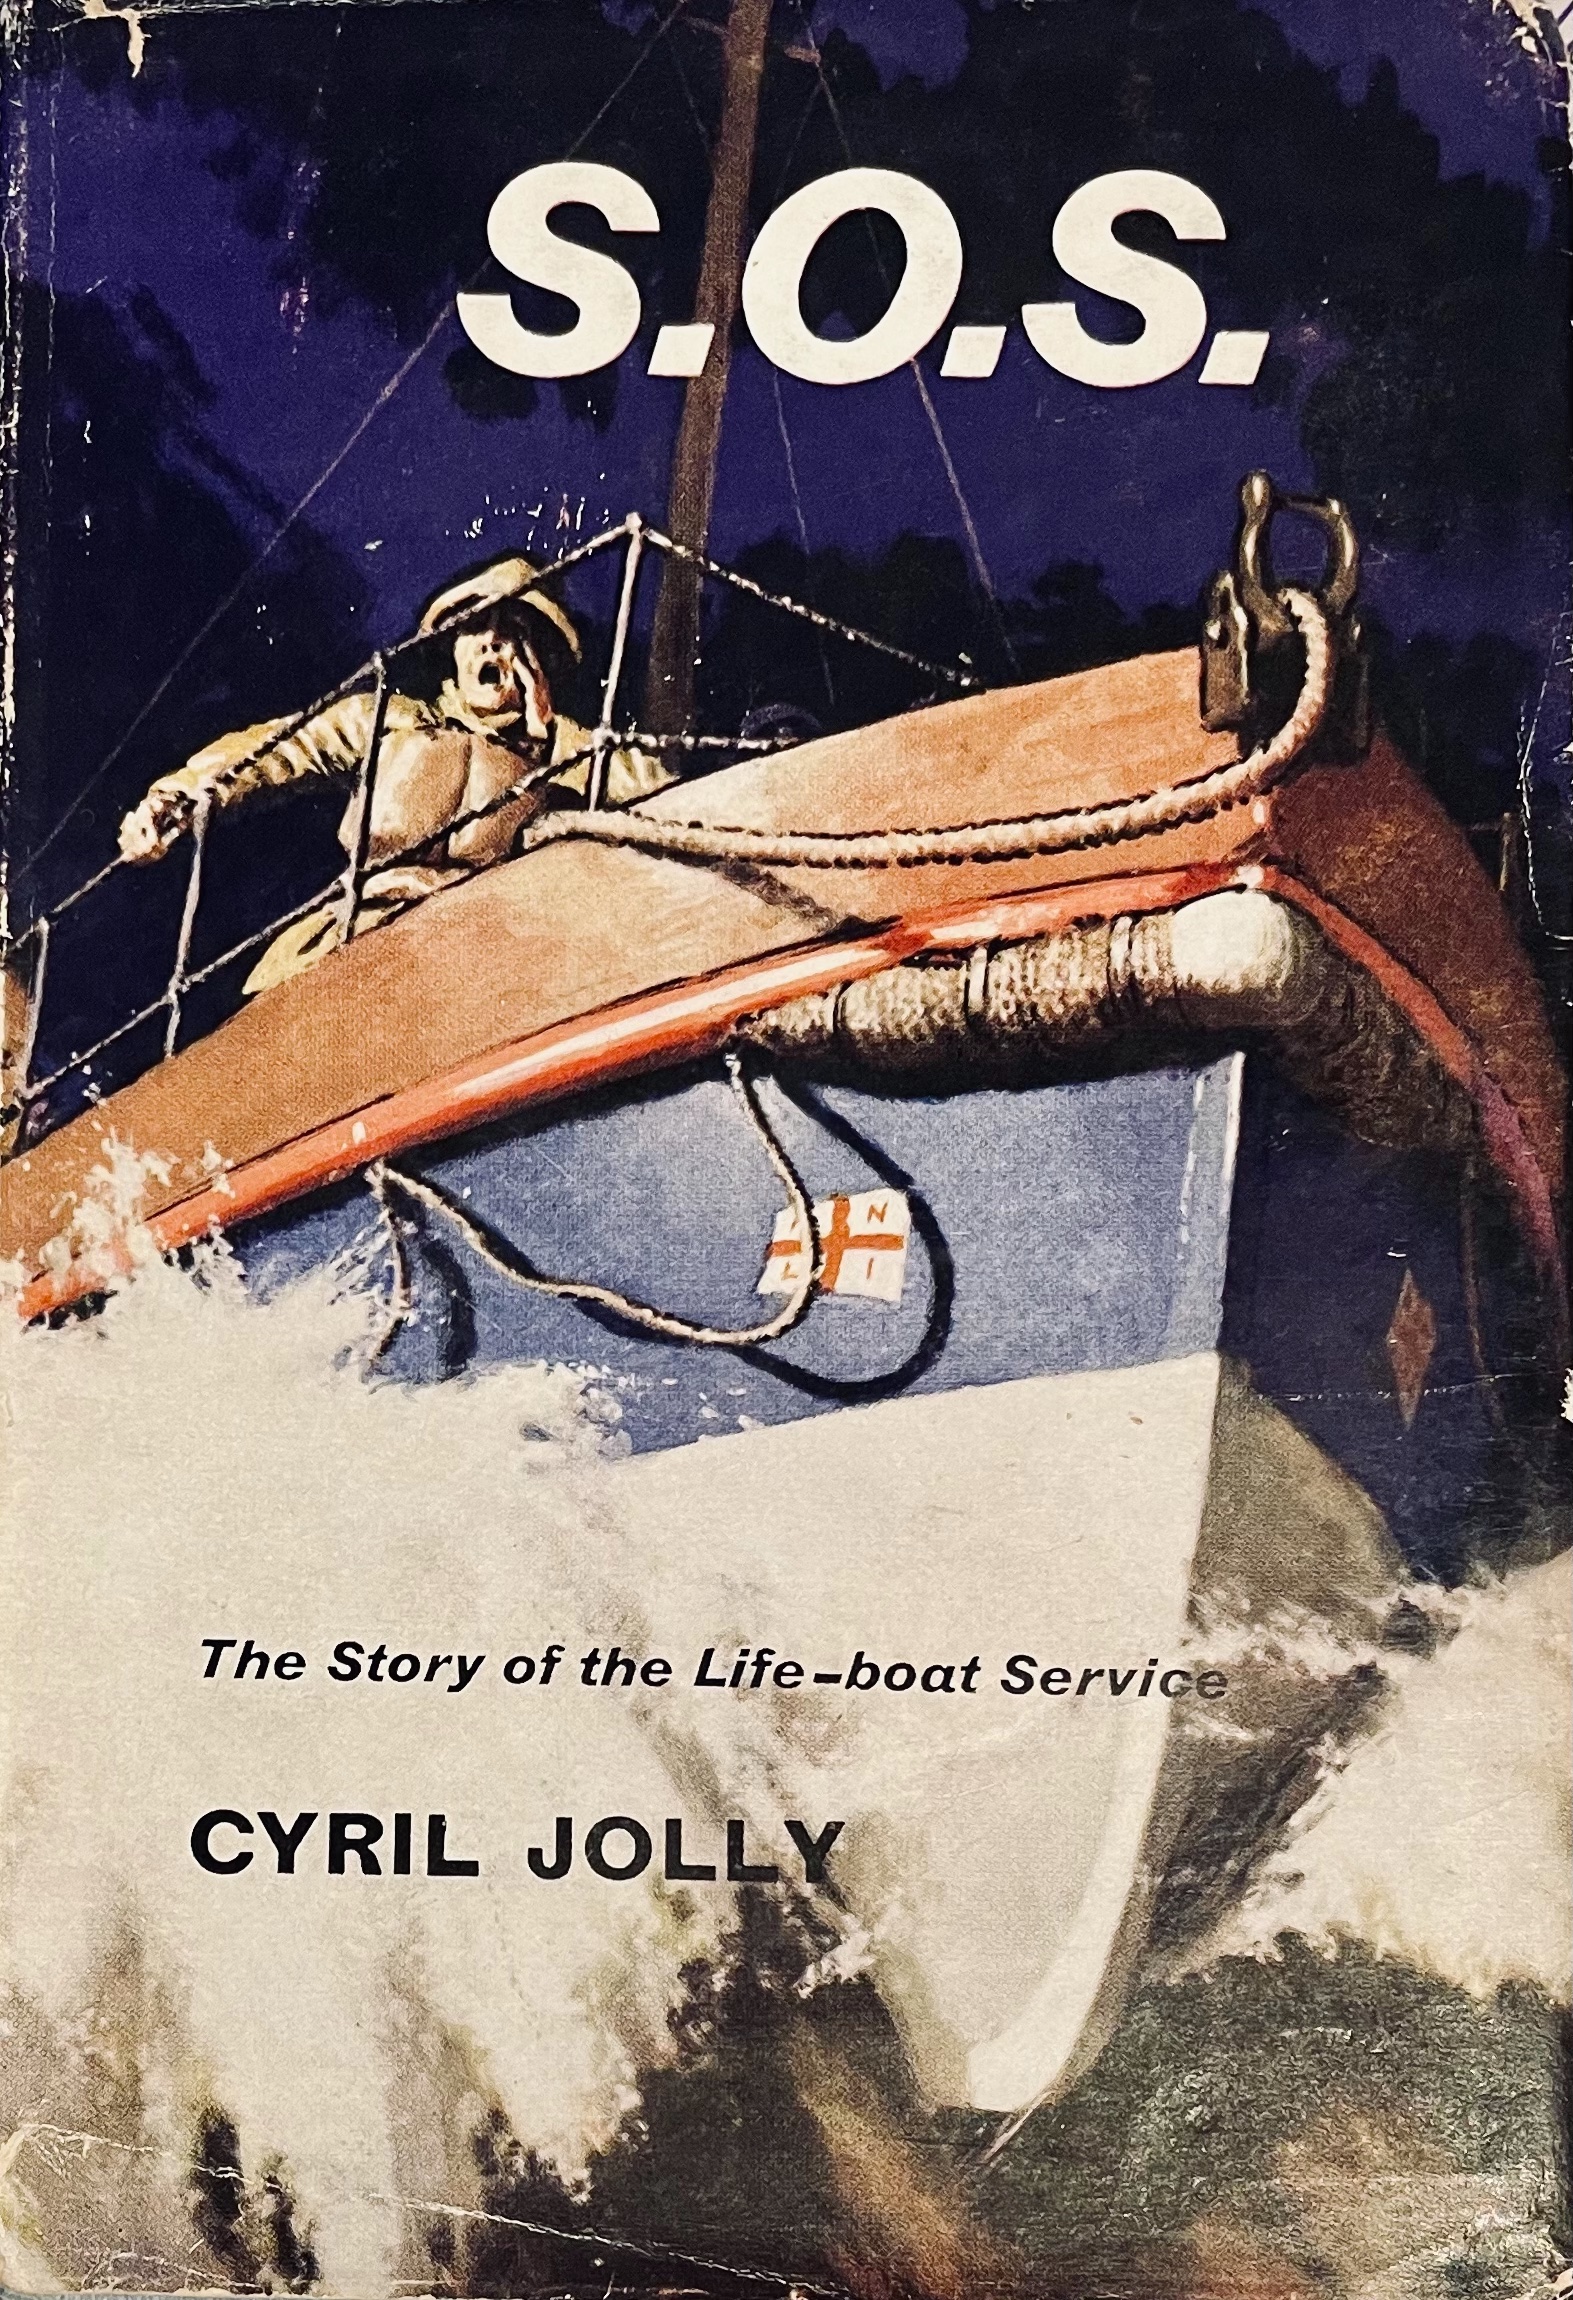 S.O.S.
N
L I
The Story of the Life-boat Service
CYRIL JOLLY